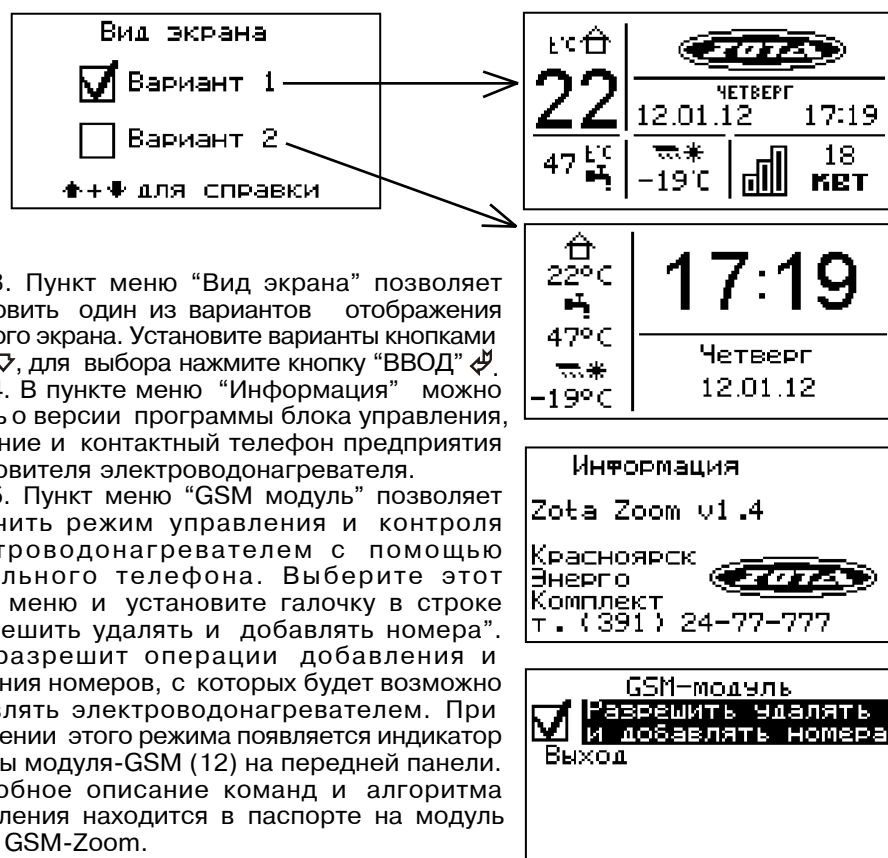 Вид экрана
Вариант 1
Вариант 2
для справки
t°C
ZOTA
22
ЧЕТВЕРГ
12.01.12 17:19
47 t°C
-19°C
18
КВТ
22°C
47°C
-19°C
17:19
Четверг
12.01.12
3. Пункт меню “Вид экрана” позволяет
овить один из вариантов отображения
ого экрана. Установите варианты кнопками
, для выбора нажмите кнопку “ВВОД” .
4. В пункте меню “Информация” можно
ь о версии программы блока управления,
ние и контактный телефон предприятия
овителя электроводонагревателя.
5. Пункт меню “GSM модуль” позволяет
чить режим управления и контроля
троводонагревателем с помощью
льного телефона. Выберите этот
меню и установите галочку в строке
решить удалять и добавлять номера”.
разрешит операции добавления и
ния номеров, с которых будет возможно
влять электроводонагревателем. При
ении этого режима появляется индикатор
ы модуля-GSM (12) на передней панели.
обное описание команд и алгоритма
ления находится в паспорте на модуль
GSM-Zoom.
Информация
Zota Zoom v1.4
Красноярск
Энерго
Комплект
ZOTA
т.(391) 24-77-777
GSM-модуль
Разрешить удалять
и добавлять номера
Выход